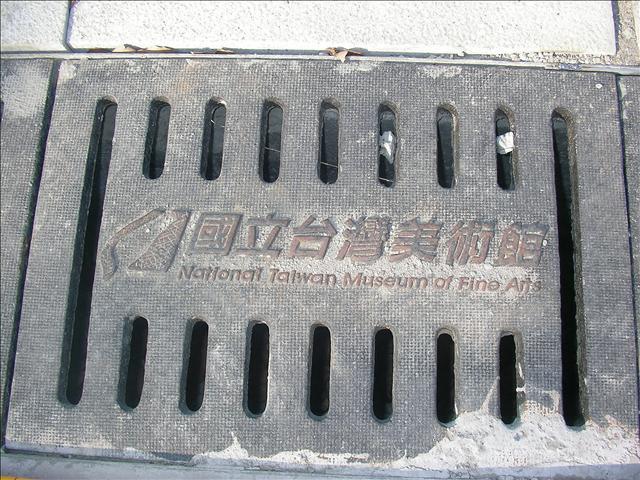 國立台灣美術館
National Taiwan Museum of Fine Arts